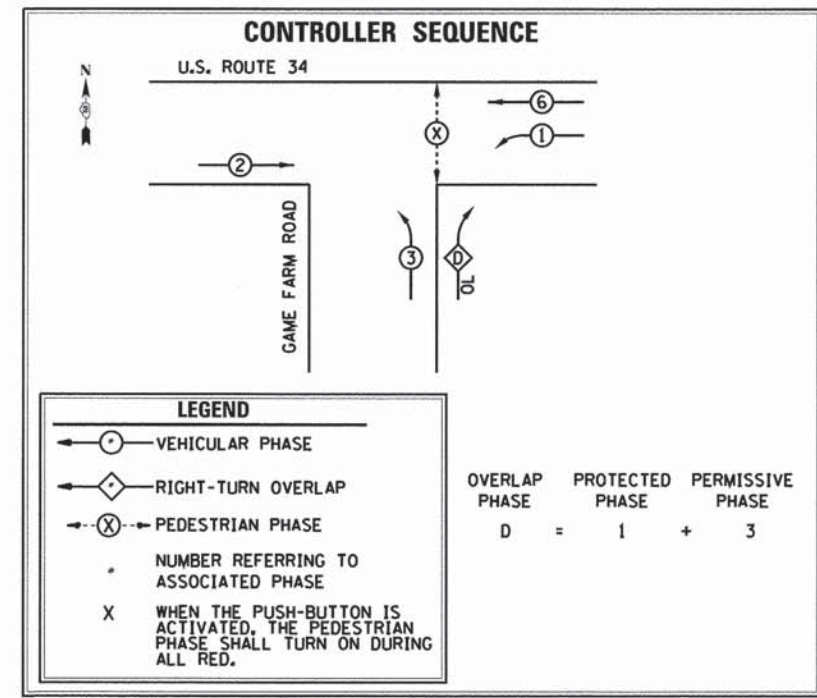 CONTROLLER SEQUENCE
U.S. ROUTE 34
N
6
X
1
2
GAME FARM ROAD
3
D
OL
LEGEND
VEHICULAR PHASE
RIGHT-TURN OVERLAP
X PEDESTRIAN PHASE
* NUMBER REFERRING TO
ASSOCIATED PHASE
X WHEN THE PUSH-BUTTON IS
ACTIVATED, THE PEDESTRIAN
PHASE SHALL TURN ON DURING
ALL RED.
OVERLAP PROTECTED PERMISSIVE
PHASE PHASE PHASE
D = 1 + 3